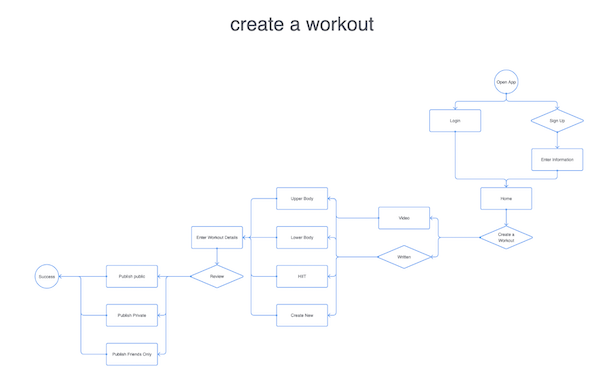 create a workout
Open App
Login
Sign Up
Enter Information
Home
Upper Body
Video
Enter Workout Details
Lower Body
Create a
Workout
Written
Success
Publish public
Review
HIIT
Publish Private
Create New
Publish Friends Only